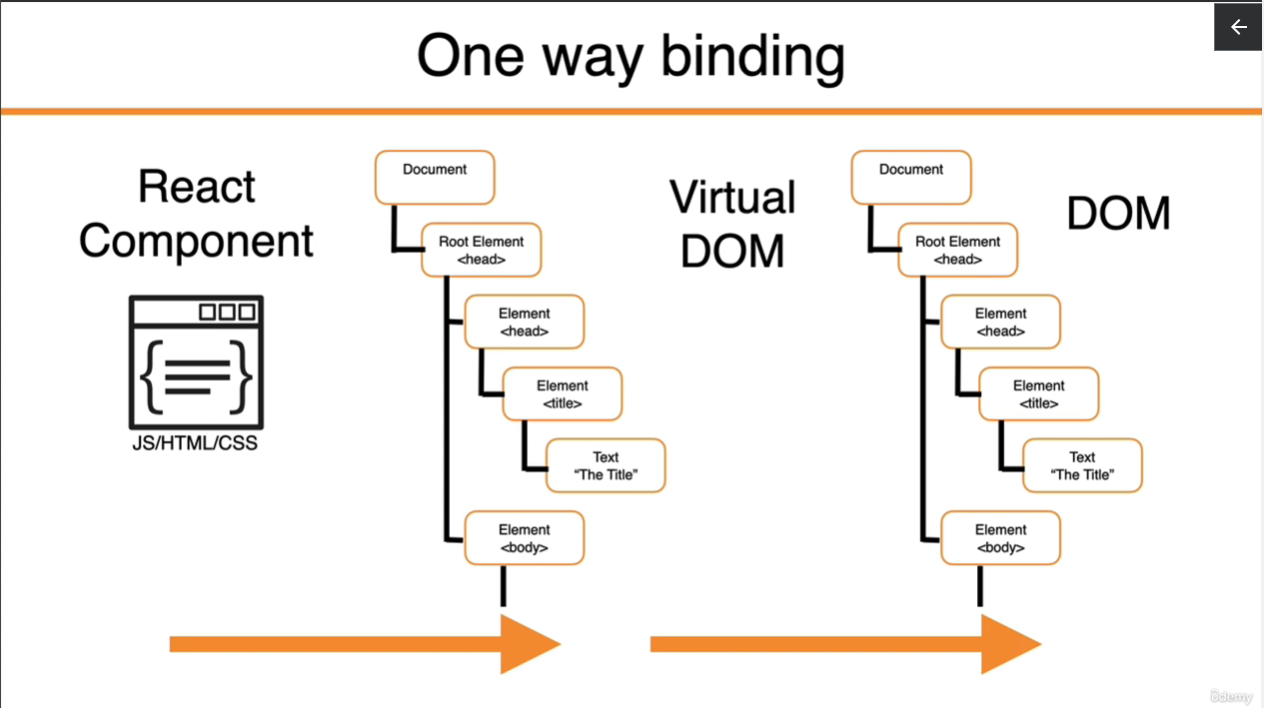 One way binding
React
Component
JS/HTML/CSS
Document
Root Element
<head>
Element
<head>
Element
<title>
Text
“The Title”
Element
<body>
Virtual
DOM
Document
Root Element
<head>
Element
<head>
Element
<title>
Text
“The Title”
Element
<body>
DOM
ûdemy